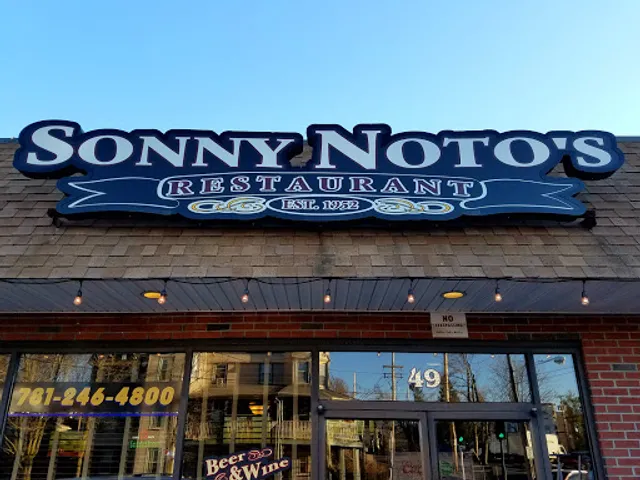 SONNY NOTO'S
RESTAURANT
EST. 1952
NO
781-246-4800
49
BEER
& WINE